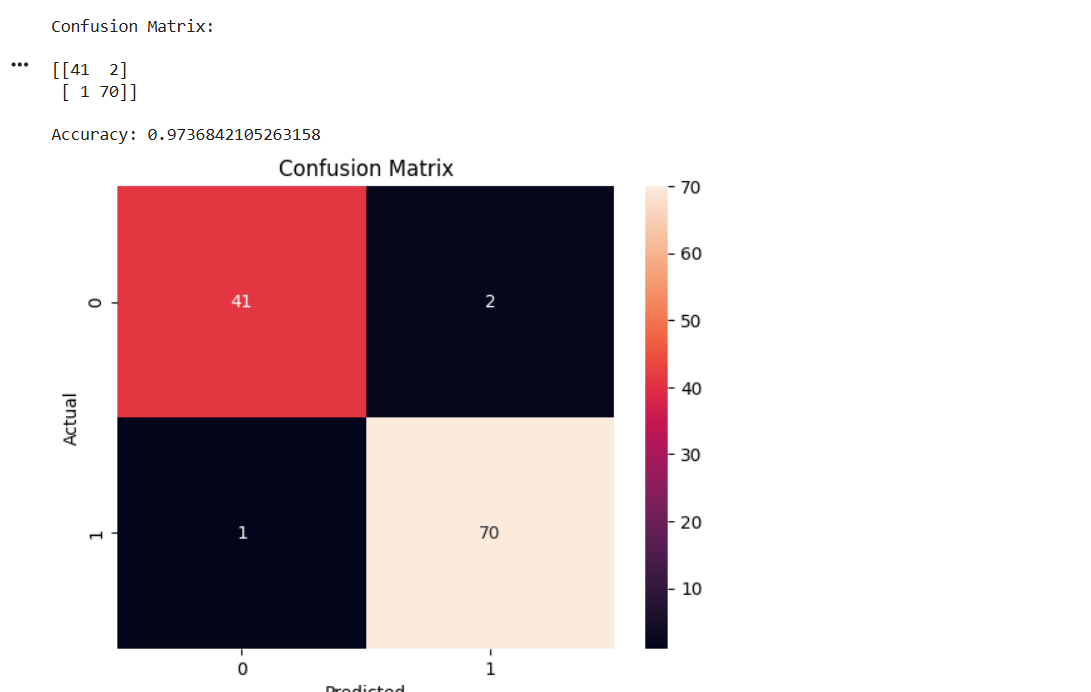 Confusion Matrix:
[[41  2]
 [ 1 70]]
Accuracy: 0.9736842105263158
Confusion Matrix
70
60
50
40
30
20
10
0
41
2
Actual
1
1
70
0
1
Predicted